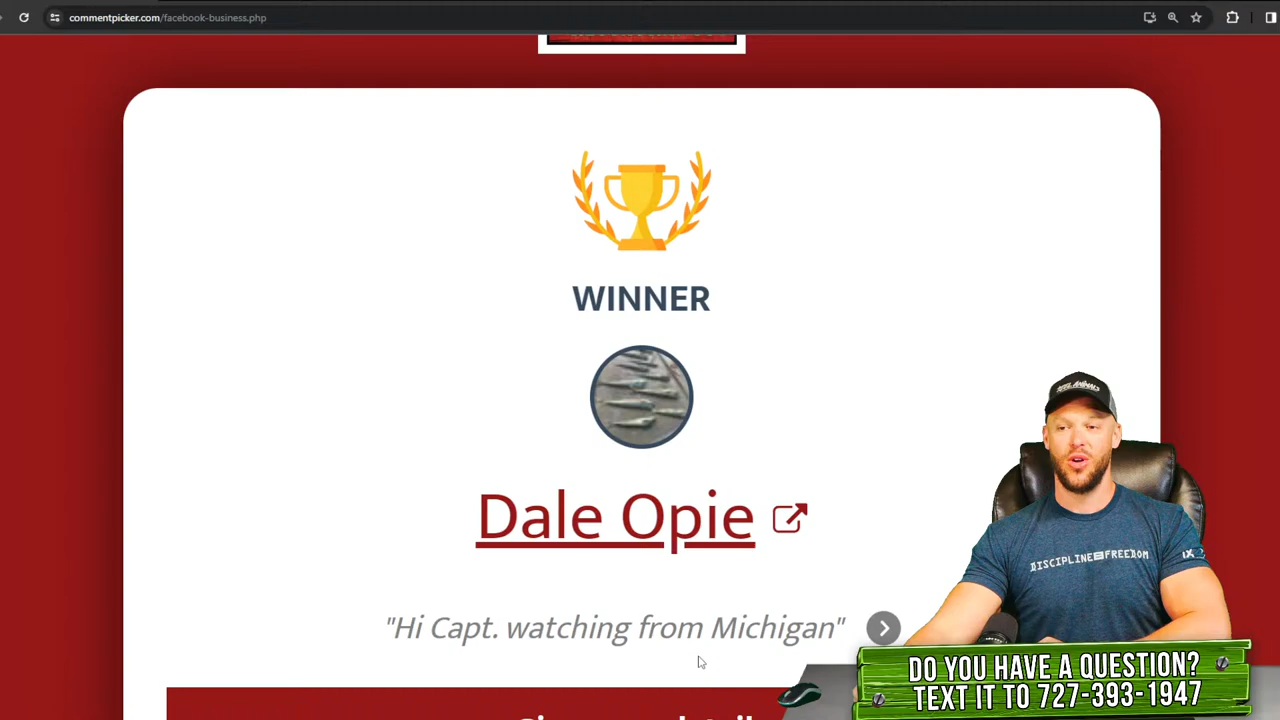 commentpicker.com/facebook-business.php
WINNER
Dale Opie
"Hi Capt. watching from Michigan"
DISCIPLINE=FREEDOM
DO YOU HAVE A QUESTION?
TEXT IT TO 727-393-1947